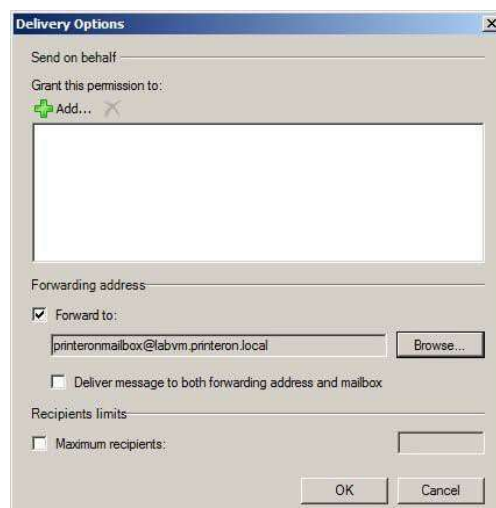 Delivery Options
Send on behalf
Grant this permission to:
Add...
Forwarding address
Forward to:
printeronmailbox@labvm.printeron.local
Browse...
Deliver message to both forwarding address and mailbox
Recipients limits
Maximum recipients:
OK Cancel